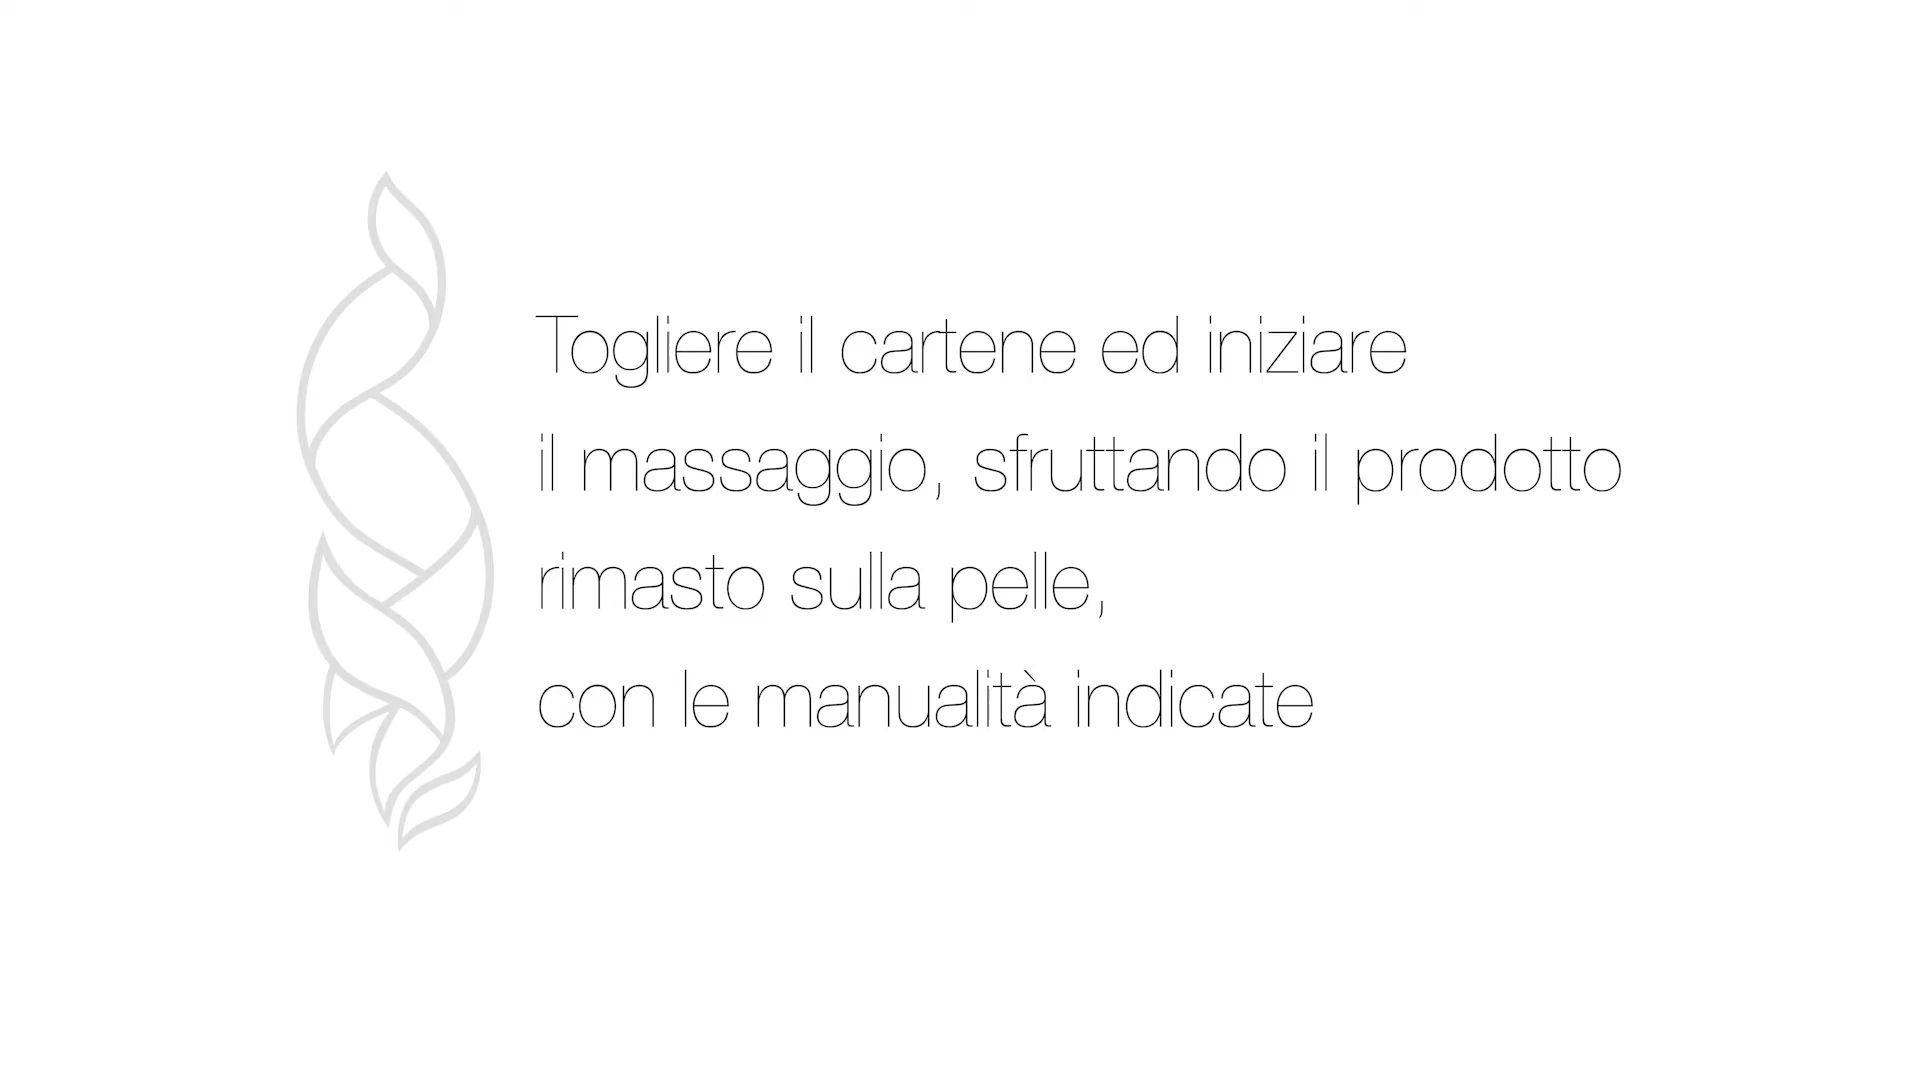 Togliere il cartene ed iniziare
il massaggio, sfruttando il prodotto
rimasto sulla pelle,
con le manualità indicate